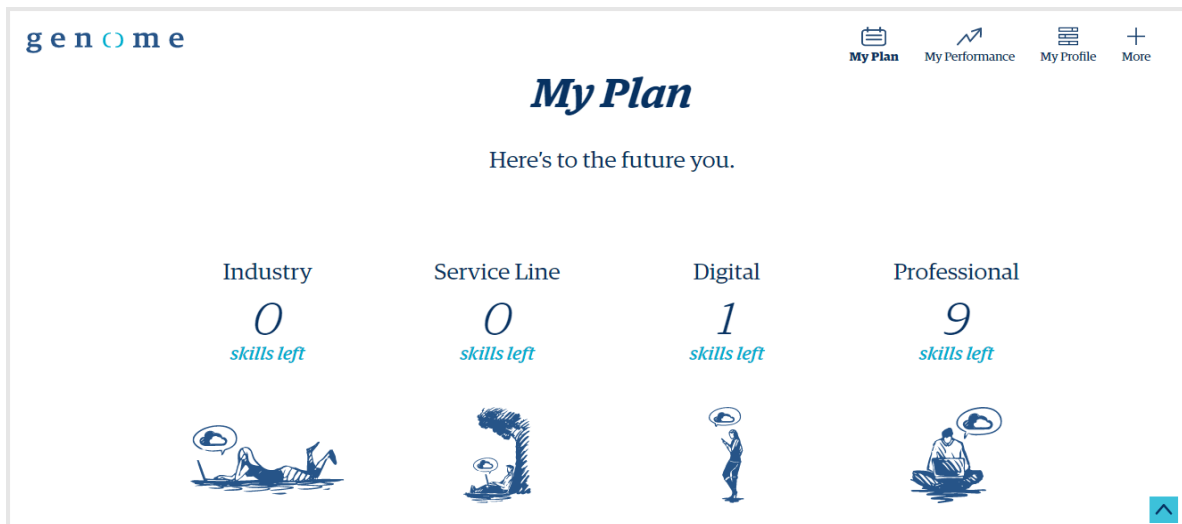 genome
My Plan My Performance My Profile More
My Plan
Here's to the future you.
Industry Service Line Digital Professional
0 0 1 9
skills left skills left skills left skills left